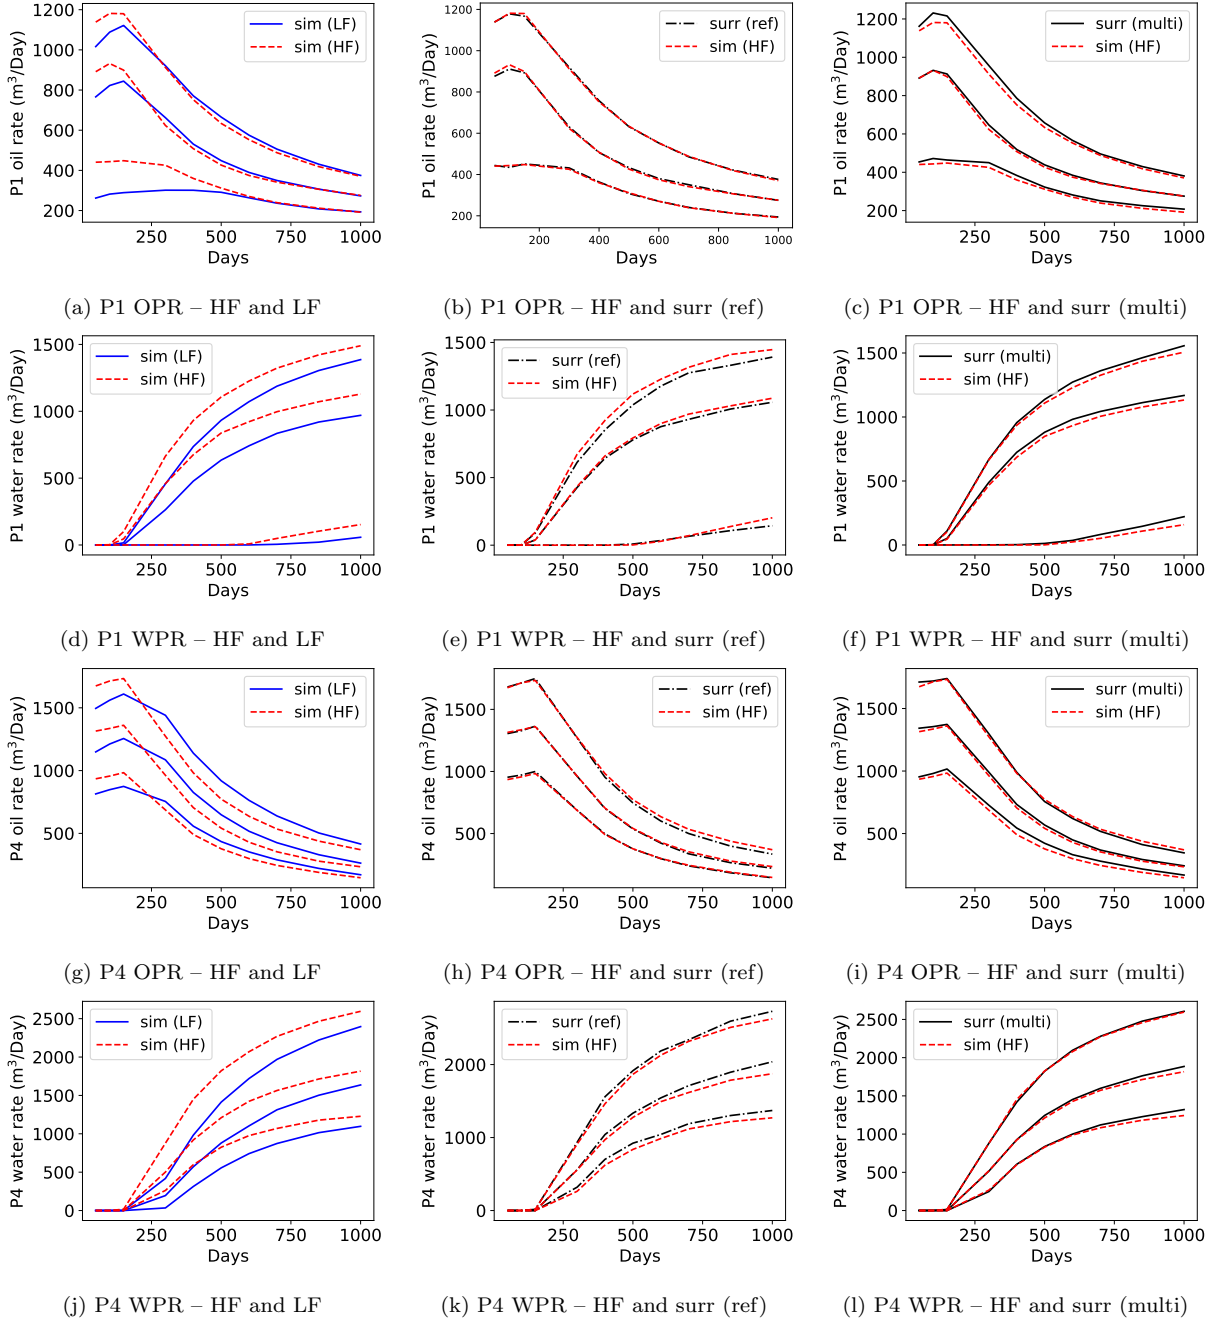 P1 oil rate (m³/Day)
1200
1000
800
600
400
200
sim (LF)
sim (HF)
250
500
750
1000
Days
(a) P1 OPR – HF and LF
P1 oil rate (m³/Day)
1200
1000
800
600
400
200
surr (ref)
sim (HF)
200
400
600
800
1000
Days
(b) P1 OPR – HF and surr (ref)
P1 oil rate (m³/Day)
1200
1000
800
600
400
200
surr (multi)
sim (HF)
250
500
750
1000
Days
(c) P1 OPR – HF and surr (multi)
P1 water rate (m³/Day)
1500
1000
500
0
sim (LF)
sim (HF)
250
500
750
1000
Days
(d) P1 WPR – HF and LF
P1 water rate (m³/Day)
1500
1000
500
0
surr (ref)
sim (HF)
250
500
750
1000
Days
(e) P1 WPR – HF and surr (ref)
P1 water rate (m³/Day)
1500
1000
500
0
surr (multi)
sim (HF)
250
500
750
1000
Days
(f) P1 WPR – HF and surr (multi)
P4 oil rate (m³/Day)
1500
1000
500
sim (LF)
sim (HF)
250
500
750
1000
Days
(g) P4 OPR – HF and LF
P4 oil rate (m³/Day)
1500
1000
500
surr (ref)
sim (HF)
250
500
750
1000
Days
(h) P4 OPR – HF and surr (ref)
P4 oil rate (m³/Day)
1500
1000
500
surr (multi)
sim (HF)
250
500
750
1000
Days
(i) P4 OPR – HF and surr (multi)
P4 water rate (m³/Day)
2500
2000
1500
1000
500
0
sim (LF)
sim (HF)
250
500
750
1000
Days
(j) P4 WPR – HF and LF
P4 water rate (m³/Day)
2000
1000
0
surr (ref)
sim (HF)
250
500
750
1000
Days
(k) P4 WPR – HF and surr (ref)
P4 water rate (m³/Day)
2500
2000
1500
1000
500
0
surr (multi)
sim (HF)
250
500
750
1000
Days
(l) P4 WPR – HF and surr (multi)